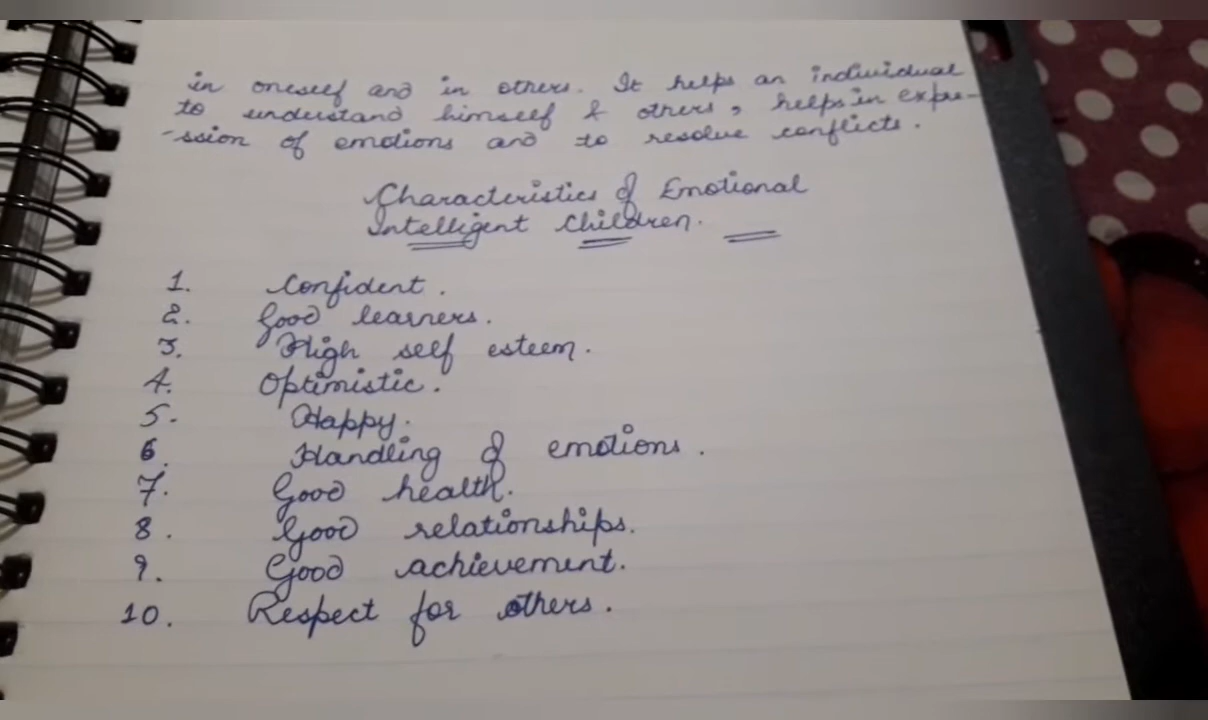 in oneself and in others. It helps an individual
to understand himself & others, helps in expre-
-ssion of emotions and to resolve conflicts.
Characteristics of Emotional
Intelligent Children.
1. Confident.
2. Good learners.
3. High self esteem.
4. Optimistic.
5. Happy.
6. Handling of emotions.
7. Good health.
8. Good relationships.
9. Good achievement.
10. Respect for others.